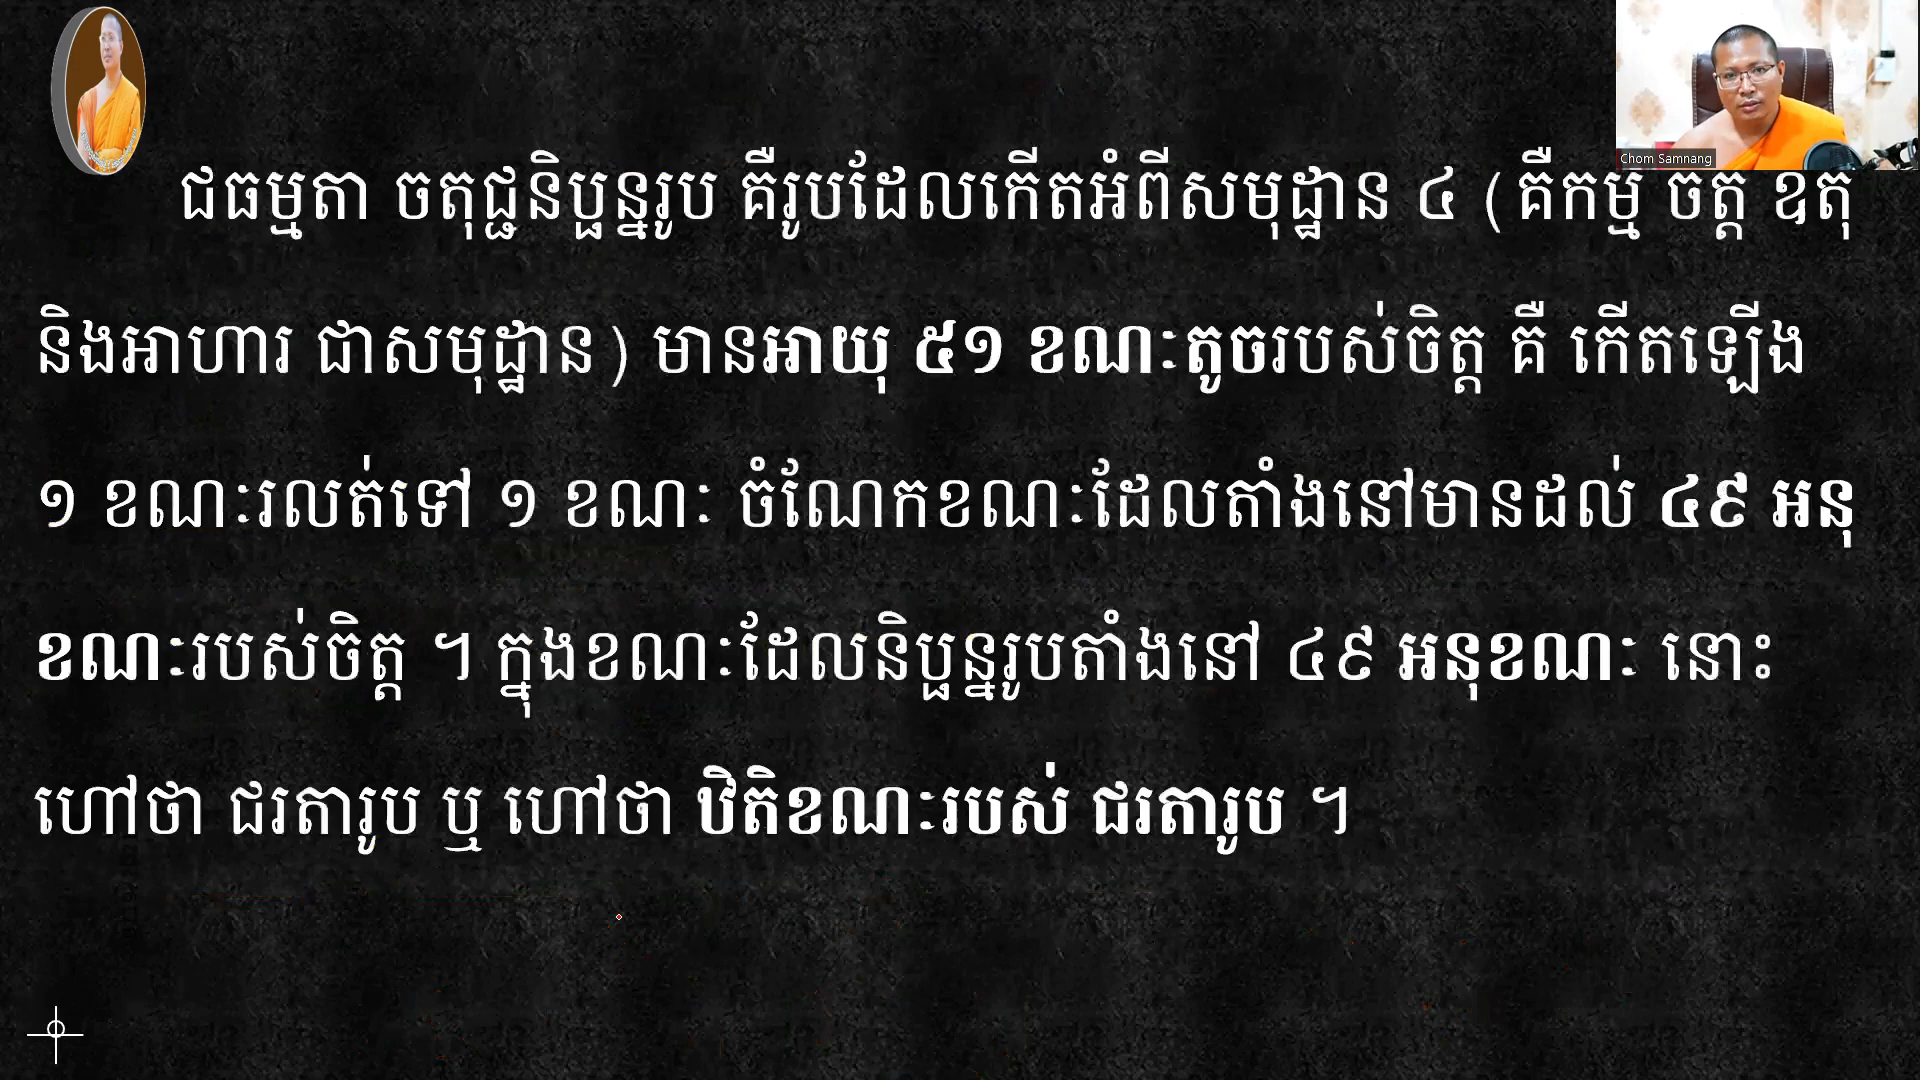 Chom Samnang
ជធម្មតា ចតុជ្ជនិប្ផន្នរូប គឺរូបដែលកើតអំពីសមុដ្ឋាន ៤ (គឺកម្ម ចិត្ត ឧតុ
និងអាហារ ជាសមុដ្ឋាន) មានអាយុ ៥១ ខណៈតូចរបស់ចិត្ត គឺ កើតឡើង
១ ខណៈរលត់ទៅ ១ ខណៈ ចំណែកខណៈដែលតាំងនៅមានដល់ ៤៩ អនុ
ខណៈរបស់ចិត្ត ។ ក្នុងខណៈដែលនិប្ផន្នរូបតាំងនៅ ៤៩ អនុខណៈ នោះ
ហៅថា ជរតារូប ឬ ហៅថា ឋិតិខណៈរបស់ ជរតារូប ។